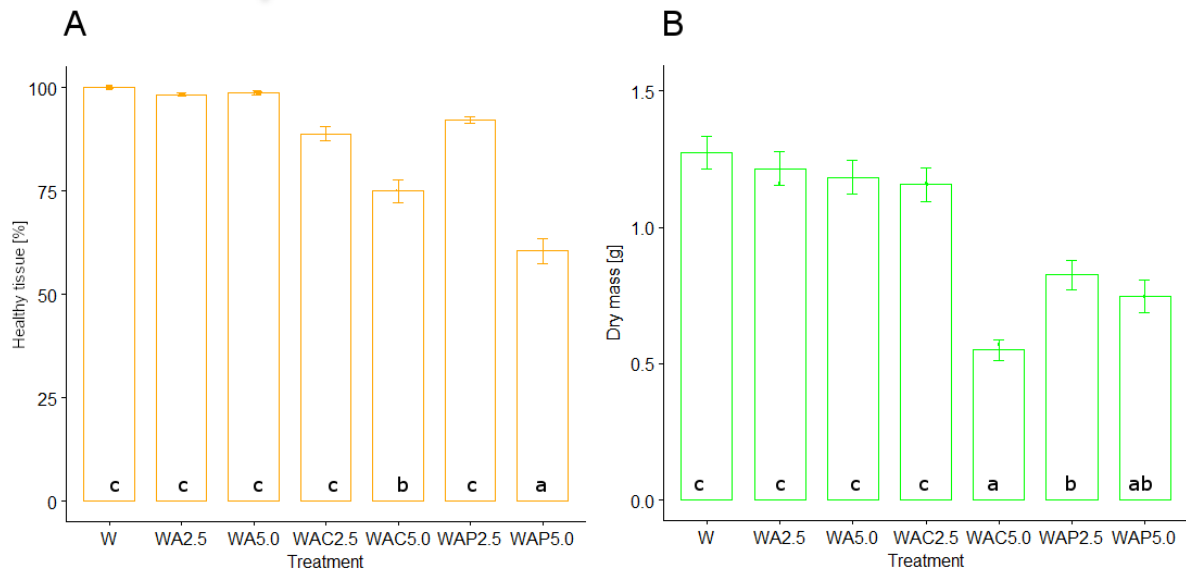 A
Healthy tissue [%]
100
75
50
25
0
c c c c b c a
W WA2.5 WA5.0 WAC2.5 WAC5.0 WAP2.5 WAP5.0
Treatment
B
Dry mass [g]
1.5
1.0
0.5
0.0
c c c c a b ab
W WA2.5 WA5.0 WAC2.5 WAC5.0 WAP2.5 WAP5.0
Treatment